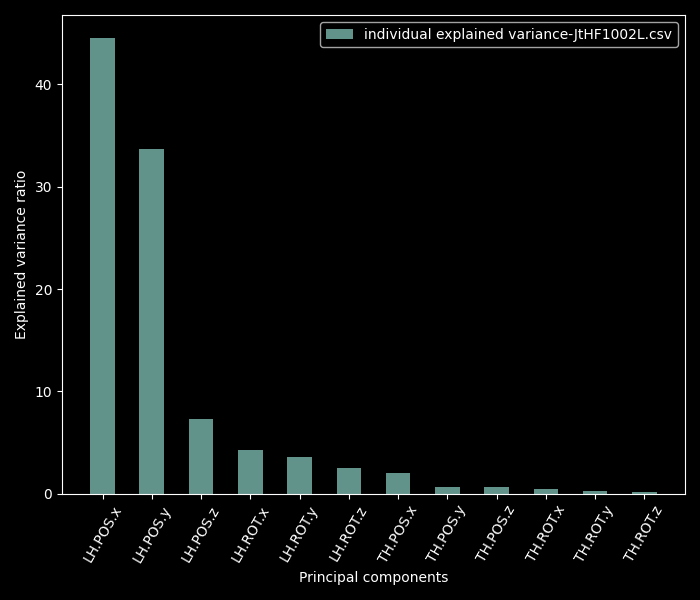 individual explained variance-JtHF1002L.csv
Explained variance ratio
40
30
20
10
0
LH.POS.x
LH.POS.y
LH.POS.z
LH.ROT.x
LH.ROT.y
LH.ROT.z
TH.POS.x
TH.POS.y
TH.POS.z
TH.ROT.x
TH.ROT.y
TH.ROT.z
Principal components